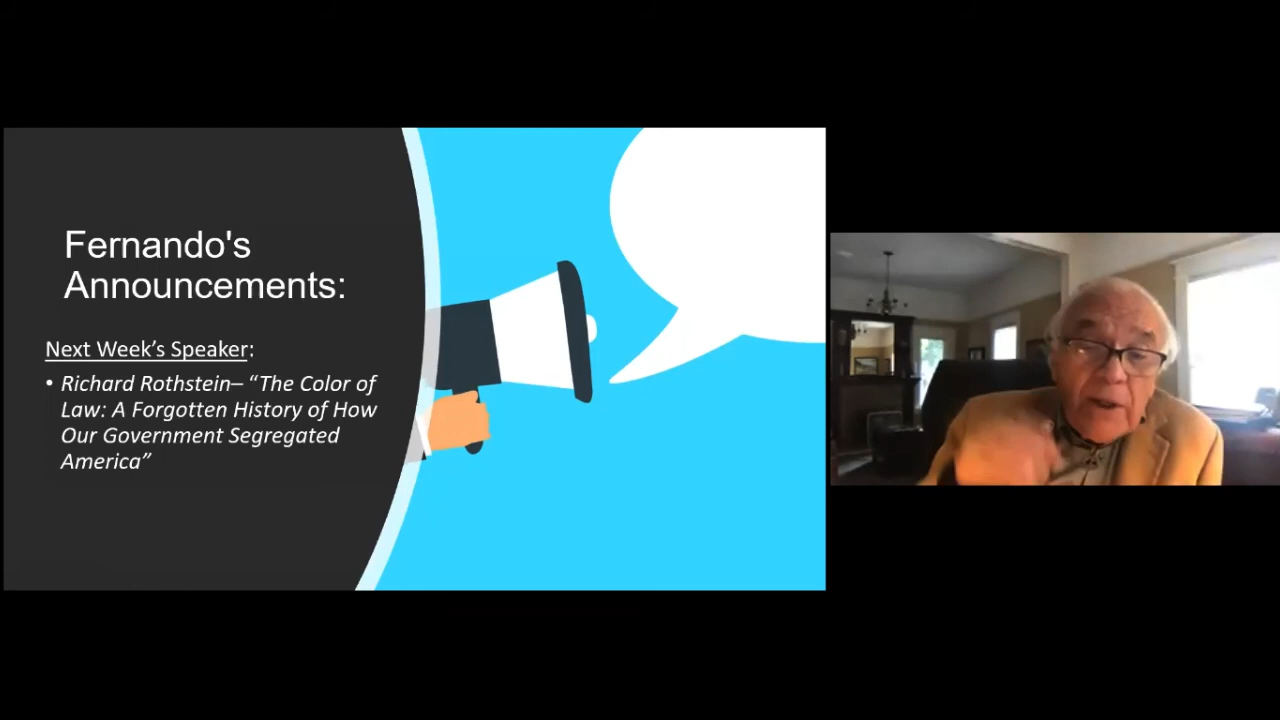 Fernando's
Announcements:
Next Week’s Speaker:
• Richard Rothstein– “The Color of
Law: A Forgotten History of How
Our Government Segregated
America”